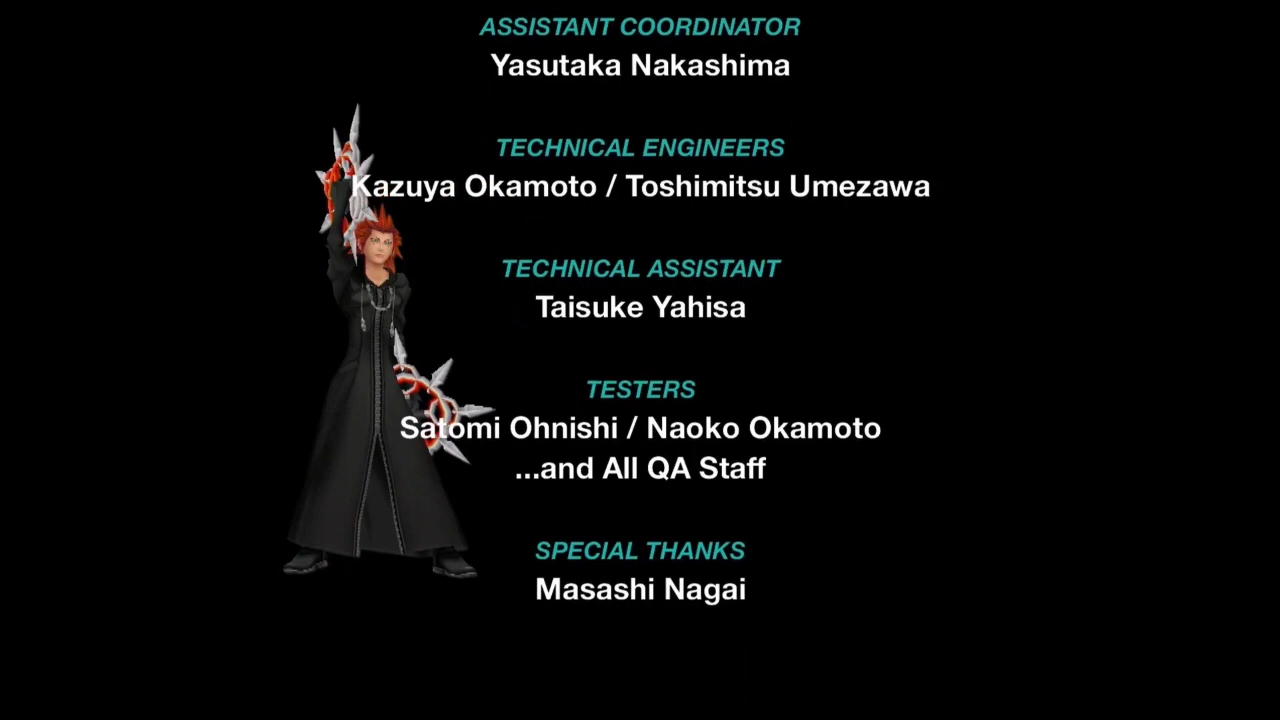 ASSISTANT COORDINATOR
Yasutaka Nakashima
TECHNICAL ENGINEERS
Kazuya Okamoto / Toshimitsu Umezawa
TECHNICAL ASSISTANT
Taisuke Yahisa
TESTERS
Satomi Ohnishi / Naoko Okamoto
...and All QA Staff
SPECIAL THANKS
Masashi Nagai